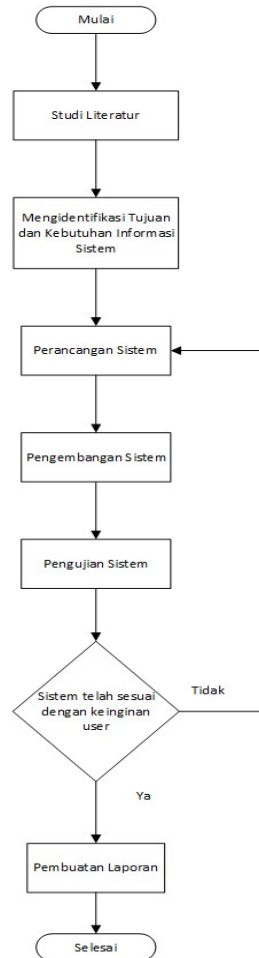 Mulai
Studi Literatur
Mengidentifikasi Tujuan
dan Kebutuhan Informasi
Sistem
Perancangan Sistem
Pengembangan Sistem
Pengujian Sistem
Sistem telah sesuai
dengan keinginan
user
Tidak
Ya
Pembuatan Laporan
Selesai